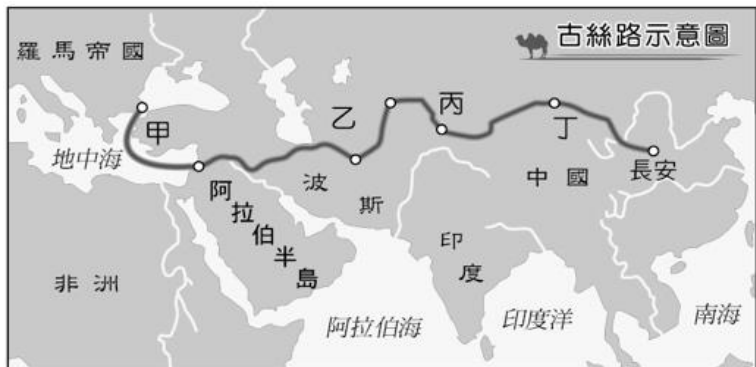 古絲路示意圖
羅馬帝國
甲
乙
丙
丁
地中海
長安
阿拉伯半島
波斯
中國
印度
非洲
阿拉伯海
印度洋
南海